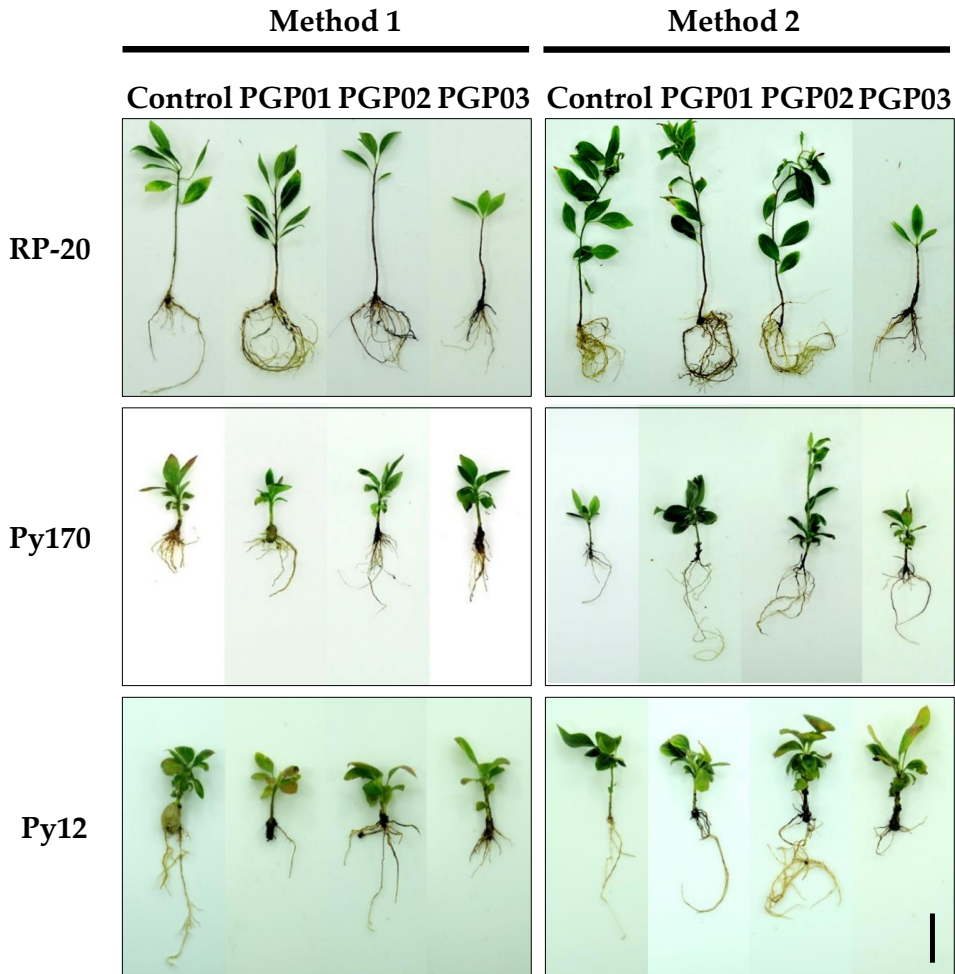 Method 1 Method 2
Control PGP01 PGP02 PGP03 Control PGP01 PGP02 PGP03
RP-20
Py170
Py12